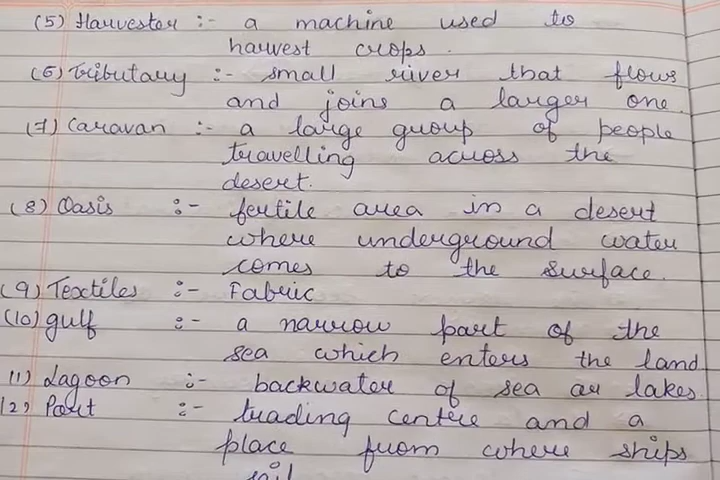 (5) Harvester :- a machine used to
harvest crops.
(6) Tributary :- small river that flows
and joins a larger one.
(7) Caravan :- a large group of people
travelling across the
desert.
(8) Oasis :- fertile area in a desert
where underground water
comes to the surface.
(9) Textiles :- Fabric
(10) gulf :- a narrow part of the
sea which enters the land
11) Lagoon :- backwater of sea or lakes
12) Port :- trading centre and a
place from where ships
sail